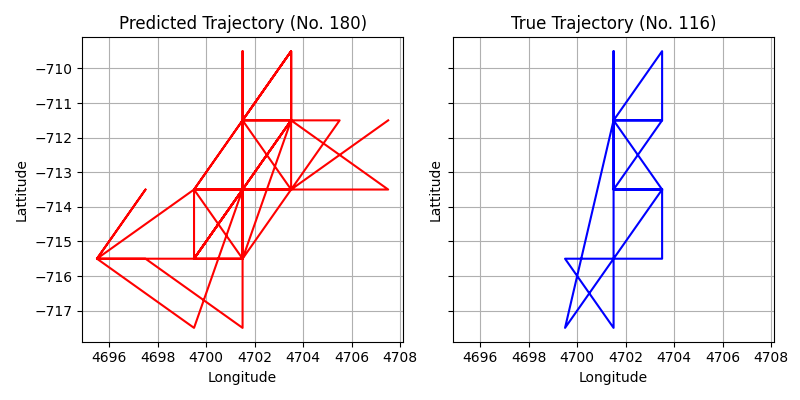 Predicted Trajectory (No. 180)
True Trajectory (No. 116)
−710
−711
−712
−713
−714
−715
−716
−717
Lattitude
Lattitude
4696 4698 4700 4702 4704 4706 4708
4696 4698 4700 4702 4704 4706 4708
Longitude
Longitude